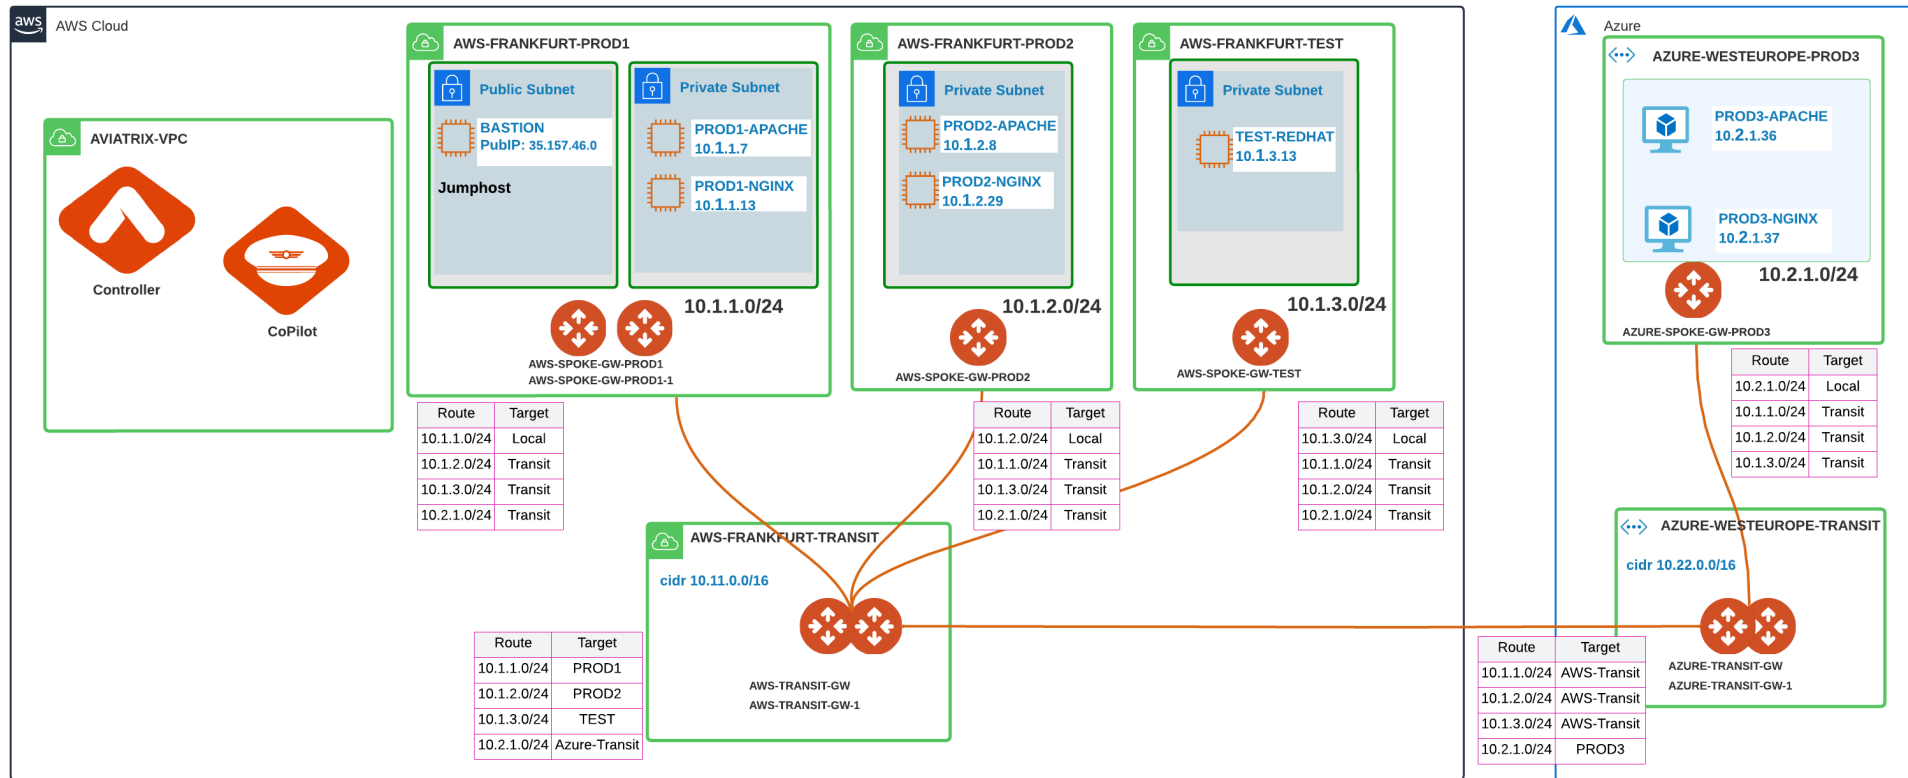 aws
AWS Cloud
AVIATRIX-VPC
Controller
CoPilot
AWS-FRANKFURT-PROD1
Public Subnet
BASTION
PubIP: 35.157.46.0
Jumphost
Private Subnet
PROD1-APACHE
10.1.1.7
PROD1-NGINX
10.1.1.13
10.1.1.0/24
AWS-SPOKE-GW-PROD1
AWS-SPOKE-GW-PROD1-1
Route Target
10.1.1.0/24 Local
10.1.2.0/24 Transit
10.1.3.0/24 Transit
10.2.1.0/24 Transit
AWS-FRANKFURT-PROD2
Private Subnet
PROD2-APACHE
10.1.2.8
PROD2-NGINX
10.1.2.29
10.1.2.0/24
AWS-SPOKE-GW-PROD2
Route Target
10.1.2.0/24 Local
10.1.1.0/24 Transit
10.1.3.0/24 Transit
10.2.1.0/24 Transit
AWS-FRANKFURT-TEST
Private Subnet
TEST-REDHAT
10.1.3.13
10.1.3.0/24
AWS-SPOKE-GW-TEST
Route Target
10.1.3.0/24 Local
10.1.1.0/24 Transit
10.1.2.0/24 Transit
10.2.1.0/24 Transit
AWS-FRANKFURT-TRANSIT
cidr 10.11.0.0/16
AWS-TRANSIT-GW
AWS-TRANSIT-GW-1
Route Target
10.1.1.0/24 PROD1
10.1.2.0/24 PROD2
10.1.3.0/24 TEST
10.2.1.0/24 Azure-Transit
Azure
AZURE-WESTEUROPE-PROD3
PROD3-APACHE
10.2.1.36
PROD3-NGINX
10.2.1.37
10.2.1.0/24
AZURE-SPOKE-GW-PROD3
Route Target
10.2.1.0/24 Local
10.1.1.0/24 Transit
10.1.2.0/24 Transit
10.1.3.0/24 Transit
AZURE-WESTEUROPE-TRANSIT
cidr 10.22.0.0/16
AZURE-TRANSIT-GW
AZURE-TRANSIT-GW-1
Route Target
10.1.1.0/24 AWS-Transit
10.1.2.0/24 AWS-Transit
10.1.3.0/24 AWS-Transit
10.2.1.0/24 PROD3